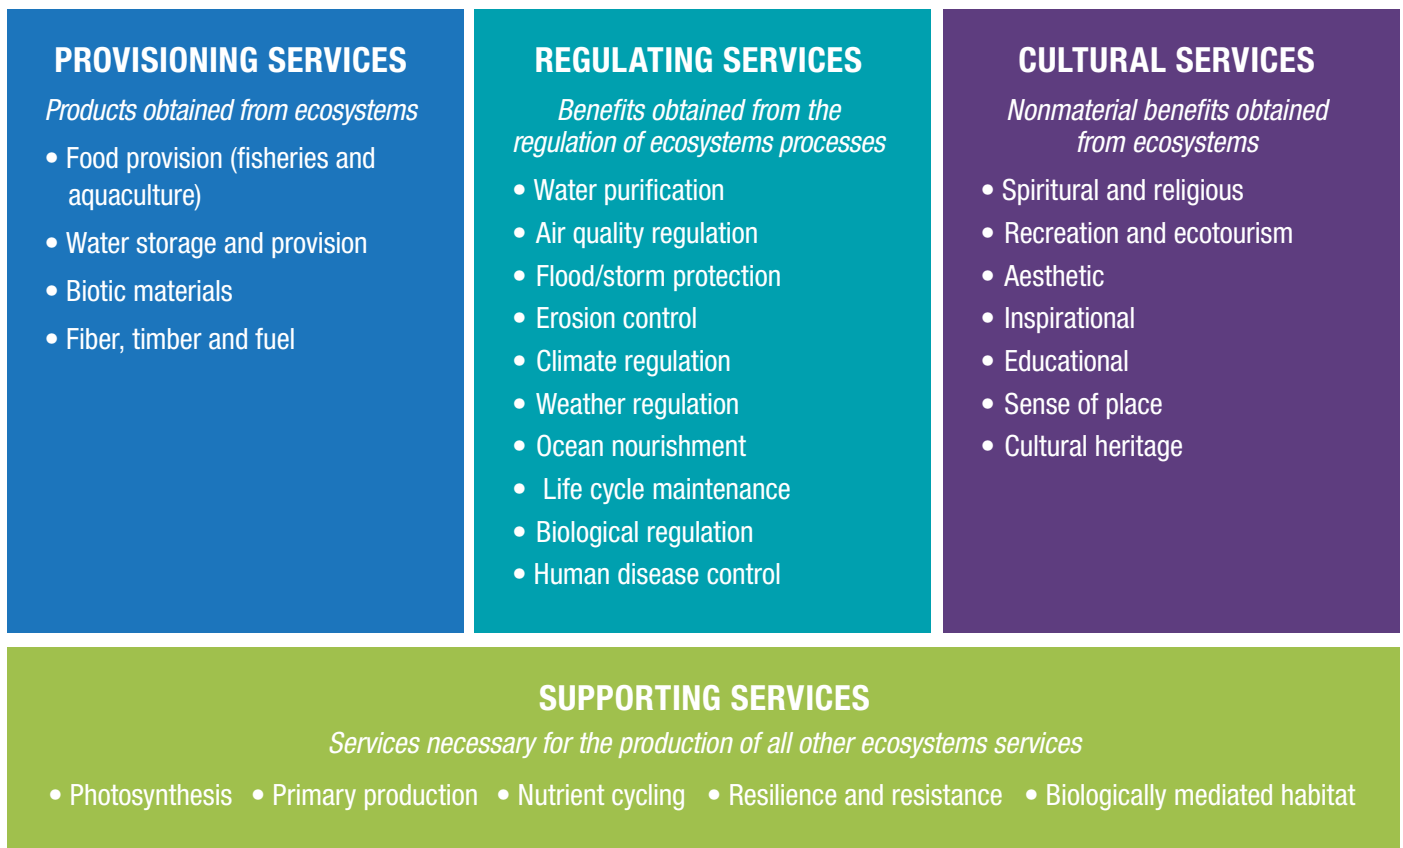 PROVISIONING SERVICES
Products obtained from ecosystems
• Food provision (fisheries and
aquaculture)
• Water storage and provision
• Biotic materials
• Fiber, timber and fuel
REGULATING SERVICES
Benefits obtained from the
regulation of ecosystems processes
• Water purification
• Air quality regulation
• Flood/storm protection
• Erosion control
• Climate regulation
• Weather regulation
• Ocean nourishment
• Life cycle maintenance
• Biological regulation
• Human disease control
CULTURAL SERVICES
Nonmaterial benefits obtained
from ecosystems
• Spiritural and religious
• Recreation and ecotourism
• Aesthetic
• Inspirational
• Educational
• Sense of place
• Cultural heritage
SUPPORTING SERVICES
Services necessary for the production of all other ecosystems services
• Photosynthesis • Primary production • Nutrient cycling • Resilience and resistance • Biologically mediated habitat